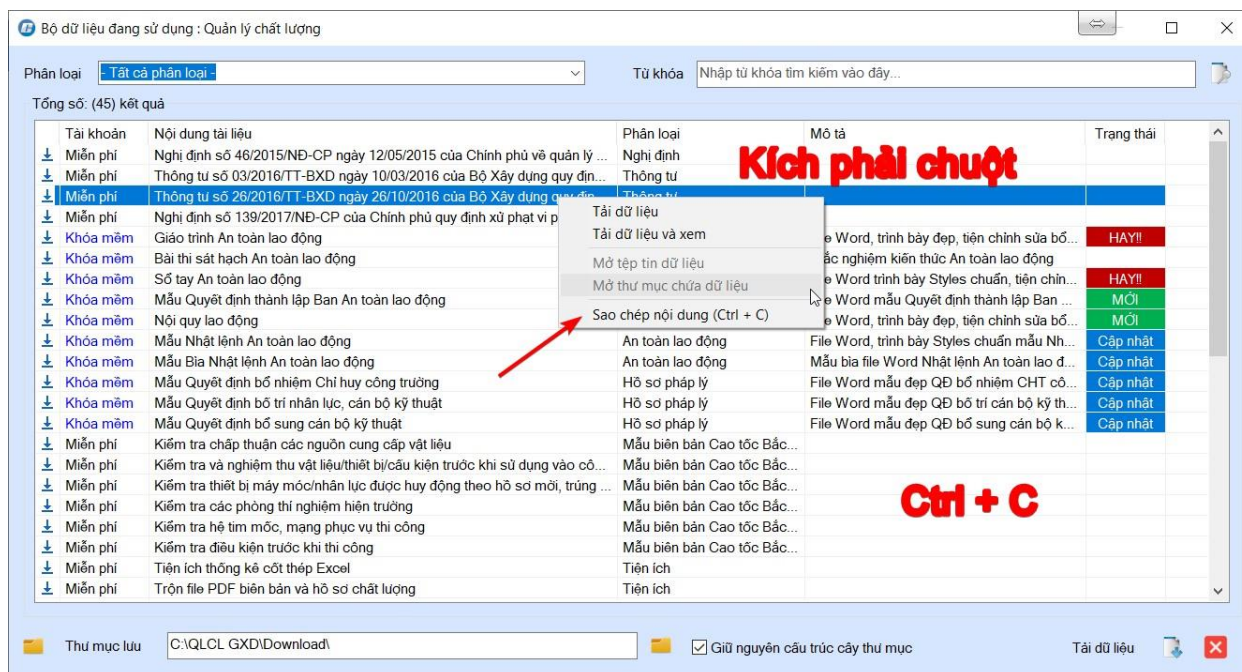 Bộ dữ liệu đang sử dụng : Quản lý chất lượng
Phân loại - Tất cả phân loại - Từ khóa Nhập từ khóa tìm kiếm vào đây...
Tổng số: (45) kết quả
Tài khoản Nội dung tài liệu Phân loại Mô tả Trạng thái
Miễn phí Nghị định số 46/2015/NĐ-CP ngày 12/05/2015 của Chính phủ về quản lý ... Nghị định
Kích phải chuột
Miễn phí Thông tư số 03/2016/TT-BXD ngày 10/03/2016 của Bộ Xây dựng quy địn... Thông tư
Miễn phí Thông tư số 26/2016/TT-BXD ngày 26/10/2016 của Bộ Xây dựng quy địn... Thông tư
Miễn phí Nghị định số 139/2017/NĐ-CP của Chính phủ quy định xử phạt vi p
Tải dữ liệu
Tải dữ liệu và xem
Mở tệp tin dữ liệu
Mở thư mục chứa dữ liệu
Sao chép nội dung (Ctrl + C)
Khóa mềm Giáo trình An toàn lao động e Word, trình bày đẹp, tiện chỉnh sửa bổ... HAY!!
Khóa mềm Bài thi sát hạch An toàn lao động ắc nghiệm kiến thức An toàn lao động
Khóa mềm Sổ tay An toàn lao động e Word trình bày Styles chuẩn, tiện chỉn... HAY!!
Khóa mềm Mẫu Quyết định thành lập Ban An toàn lao động e Word mẫu Quyết định thành lập Ban ... MỚI
Khóa mềm Nội quy lao động e Word, trình bày đẹp, tiện chỉnh sửa bổ... MỚI
Khóa mềm Mẫu Nhật lệnh An toàn lao động An toàn lao động File Word, trình bày Styles chuẩn mẫu Nh... Cập nhật
Khóa mềm Mẫu Bìa Nhật lệnh An toàn lao động An toàn lao động Mẫu bìa file Word Nhật lệnh An toàn lao đ... Cập nhật
Khóa mềm Mẫu Quyết định bổ nhiệm Chỉ huy công trường Hồ sơ pháp lý File Word mẫu đẹp QĐ bổ nhiệm CHT cô... Cập nhật
Khóa mềm Mẫu Quyết định bố trí nhân lực, cán bộ kỹ thuật Hồ sơ pháp lý File Word mẫu đẹp QĐ bố trí cán bộ kỹ th... Cập nhật
Khóa mềm Mẫu Quyết định bổ sung cán bộ kỹ thuật Hồ sơ pháp lý File Word mẫu đẹp QĐ bổ sung cán bộ k... Cập nhật
Miễn phí Kiểm tra chấp thuận các nguồn cung cấp vật liệu Mẫu biên bản Cao tốc Bắc...
Miễn phí Kiểm tra và nghiệm thu vật liệu/thiết bị/cấu kiện trước khi sử dụng vào cô... Mẫu biên bản Cao tốc Bắc...
Miễn phí Kiểm tra thiết bị máy móc/nhân lực được huy động theo hồ sơ mời, trúng ... Mẫu biên bản Cao tốc Bắc...
Miễn phí Kiểm tra các phòng thí nghiệm hiện trường Mẫu biên bản Cao tốc Bắc...
Ctrl + C
Miễn phí Kiểm tra hệ tim mốc, mạng phục vụ thi công Mẫu biên bản Cao tốc Bắc...
Miễn phí Kiểm tra điều kiện trước khi thi công Mẫu biên bản Cao tốc Bắc...
Miễn phí Tiện ích thống kê cốt thép Excel Tiện ích
Miễn phí Trộn file PDF biên bản và hồ sơ chất lượng Tiện ích
Thư mục lưu C:\QLCL GXD\Download\ Giữ nguyên cấu trúc cây thư mục Tải dữ liệu